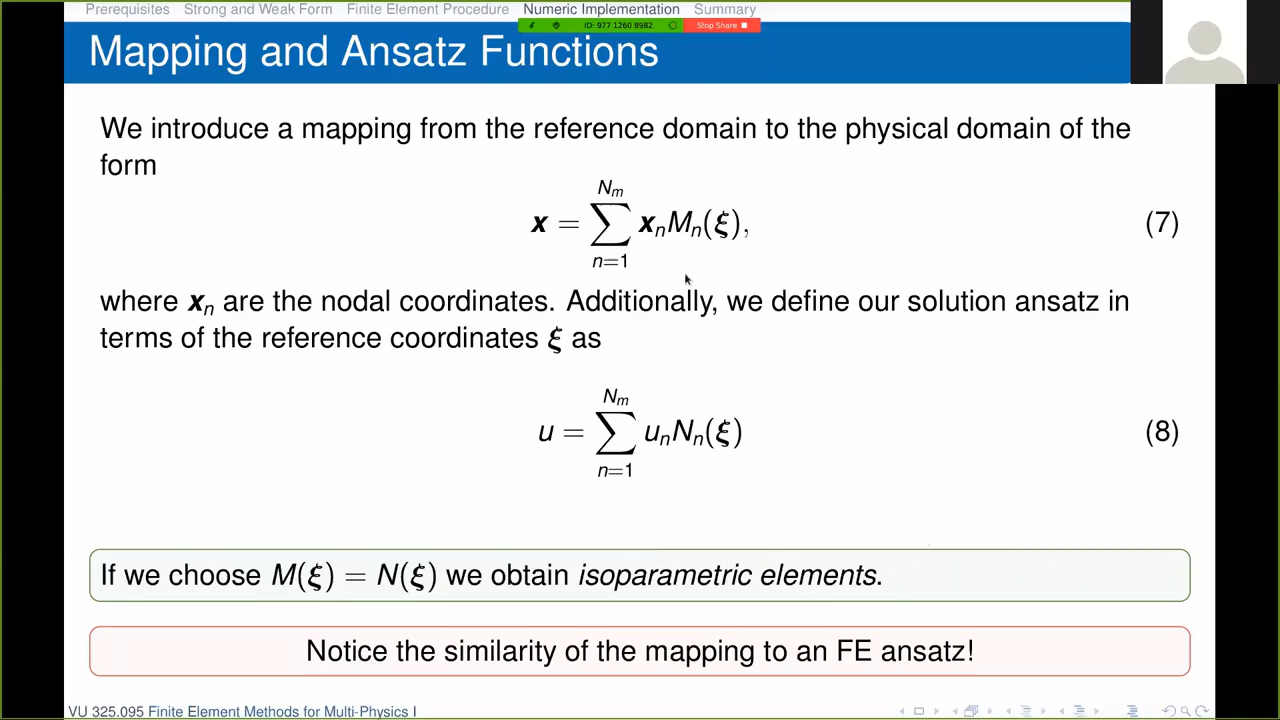 Prerequisites Strong and Weak Form Finite Element Procedure Numeric Implementation Summary
ID: 977 1260 8982 Stop Share
Mapping and Ansatz Functions
We introduce a mapping from the reference domain to the physical domain of the
form
x = ∑_{n=1}^{N_m} x_n M_n(ξ), (7)
where x_n are the nodal coordinates. Additionally, we define our solution ansatz in
terms of the reference coordinates ξ as
u = ∑_{n=1}^{N_m} u_n N_n(ξ) (8)
If we choose M(ξ) = N(ξ) we obtain isoparametric elements.
Notice the similarity of the mapping to an FE ansatz!
VU 325.095 Finite Element Methods for Multi-Physics I